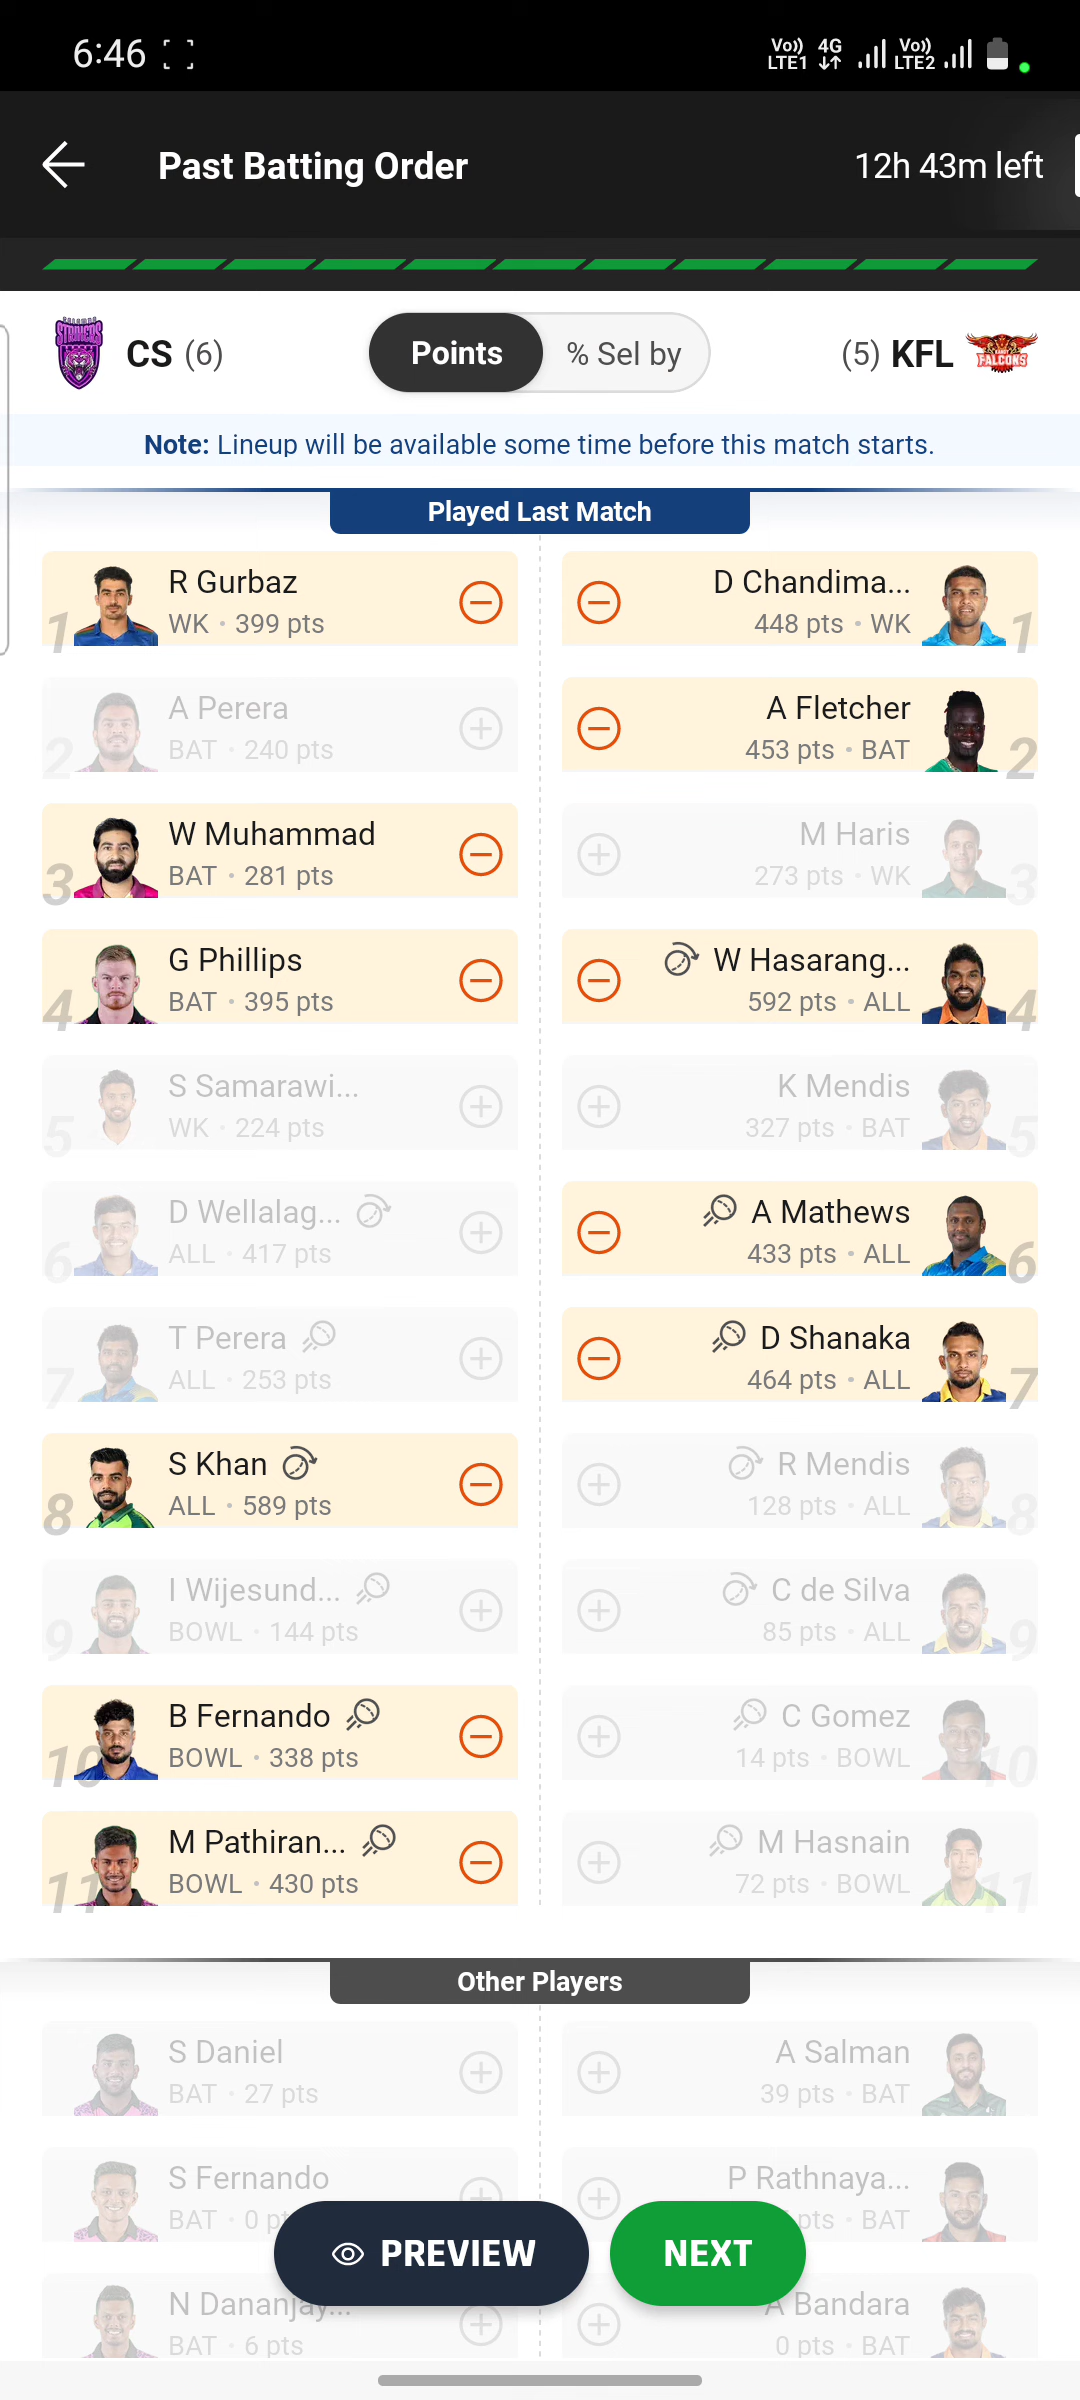 6:46
Vo)) LTE1 4G Vo)) LTE2
Past Batting Order
12h 43m left
CS (6)
Points
% Sel by
(5) KFL
FALCONS
Note: Lineup will be available some time before this match starts.
Played Last Match
1 R Gurbaz
WK • 399 pts
D Chandima... 1
448 pts • WK
2 A Perera
BAT • 240 pts
A Fletcher 2
453 pts • BAT
3 W Muhammad
BAT • 281 pts
M Haris 3
273 pts • WK
4 G Phillips
BAT • 395 pts
W Hasarang... 4
592 pts • ALL
5 S Samarawi...
WK • 224 pts
K Mendis 5
327 pts • BAT
6 D Wellalag...
ALL • 417 pts
A Mathews 6
433 pts • ALL
7 T Perera
ALL • 253 pts
D Shanaka 7
464 pts • ALL
8 S Khan
ALL • 589 pts
R Mendis 8
128 pts • ALL
9 I Wijesund...
BOWL • 144 pts
C de Silva 9
85 pts • ALL
10 B Fernando
BOWL • 338 pts
C Gomez 10
14 pts • BOWL
11 M Pathiran...
BOWL • 430 pts
M Hasnain 11
72 pts • BOWL
Other Players
S Daniel
BAT • 27 pts
A Salman
39 pts • BAT
S Fernando
BAT • 0 pt
P Rathnaya...
pts • BAT
PREVIEW
NEXT
N Dananjay...
BAT • 6 pts
A Bandara
0 pts • BAT